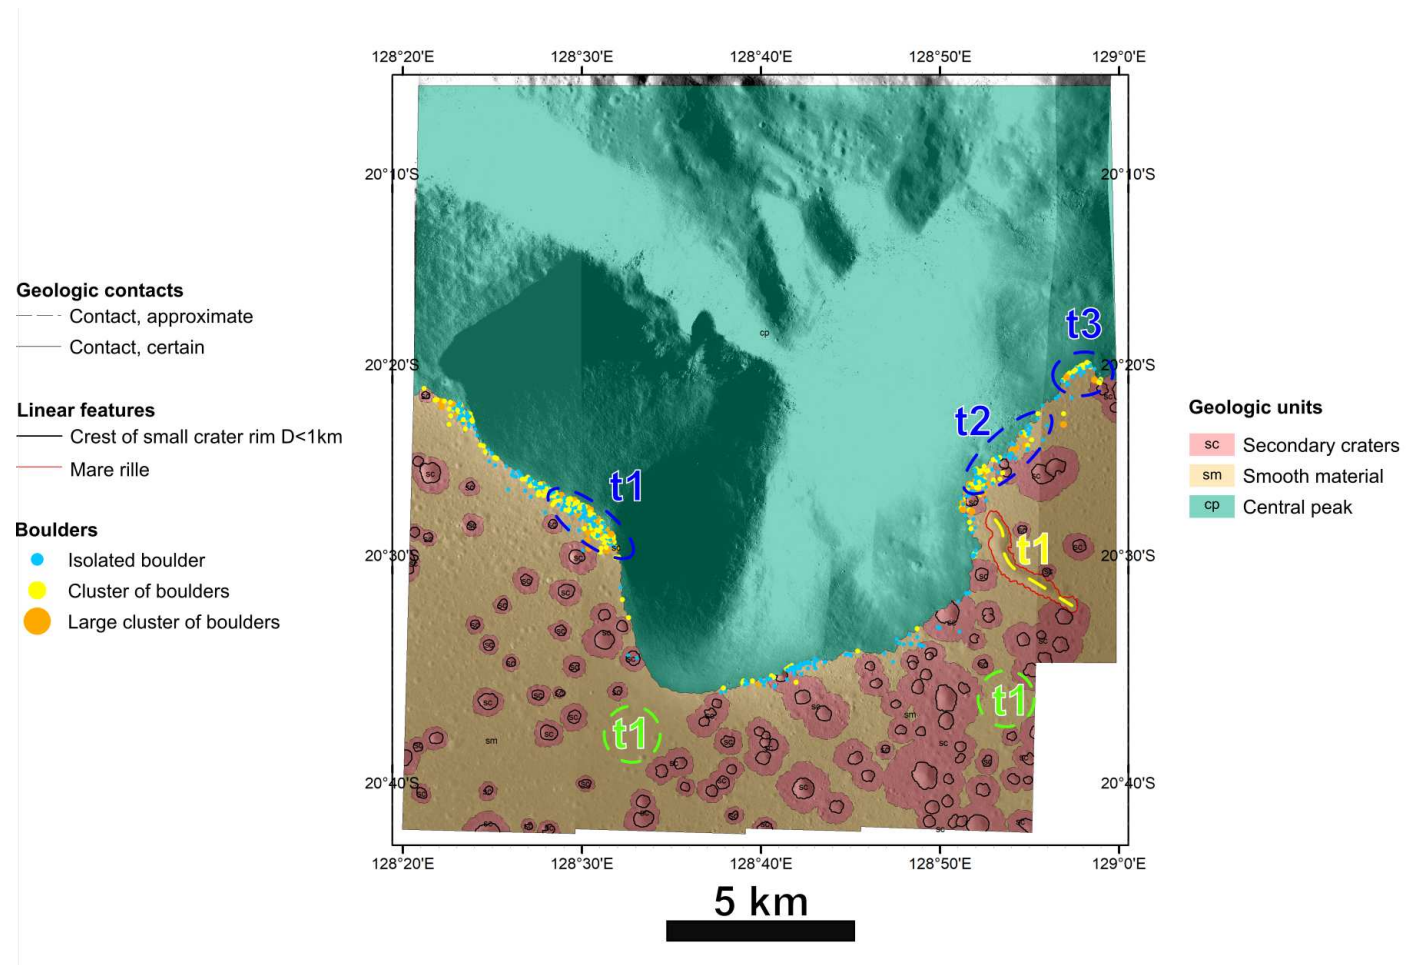 128°20'E 128°30'E 128°40'E 128°50'E 129°0'E
20°10'S 20°10'S
Geologic contacts
Contact, approximate
Contact, certain
cp
t3
20°20'S 20°20'S
Linear features
Crest of small crater rim D<1km
Mare rille
t2
Geologic units
sc Secondary craters
sm Smooth material
cp Central peak
t1
Boulders
Isolated boulder
Cluster of boulders
Large cluster of boulders
t1
20°30'S 20°30'S
t1
t1
sm
sm
20°40'S 20°40'S
128°20'E 128°30'E 128°40'E 128°50'E 129°0'E
5 km